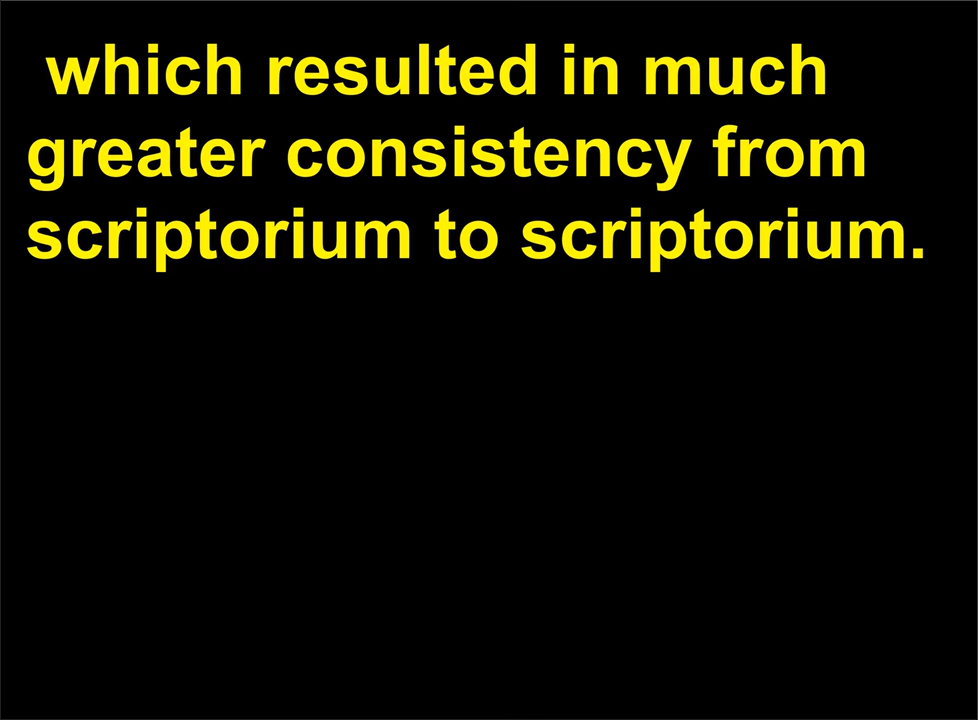 which resulted in much
greater consistency from
scriptorium to scriptorium.